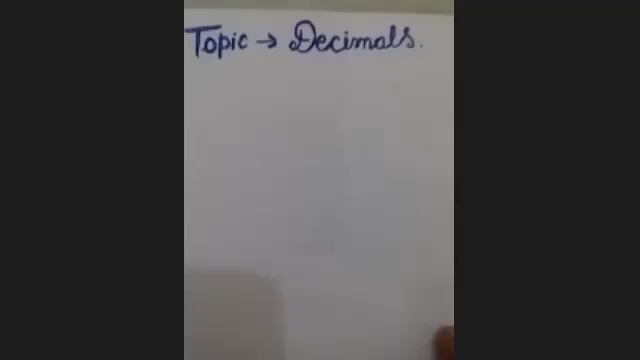 Topic → Decimals.